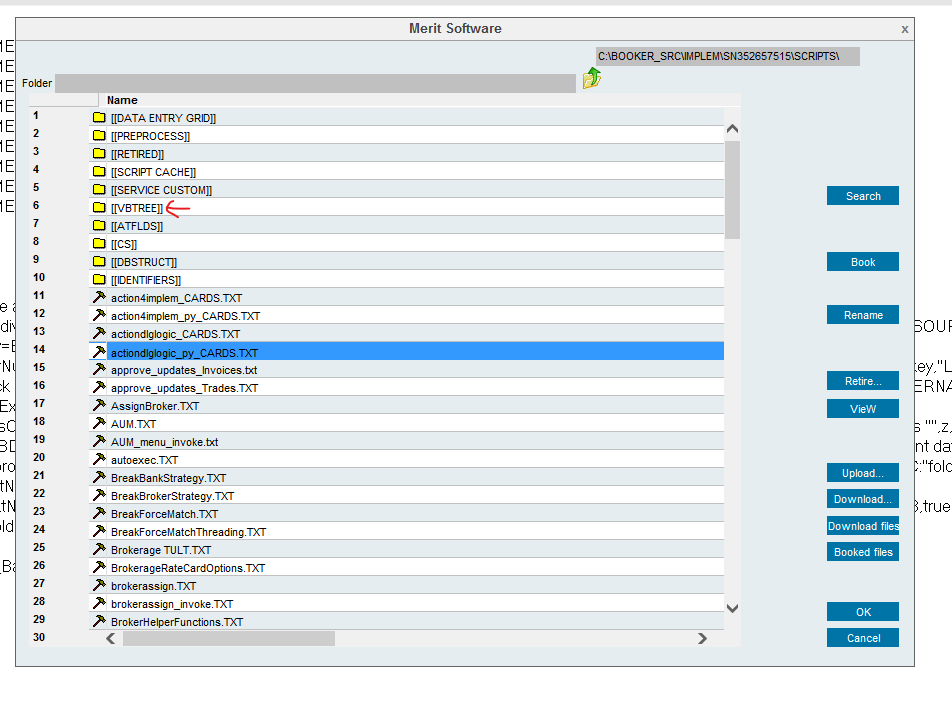 Merit Software
x
C:\BOOKER_SRC\IMPLEM\SN352657515\SCRIPTS\
Folder
Name
1 [[DATA ENTRY GRID]]
2 [[PREPROCESS]]
3 [[RETIRED]]
4 [[SCRIPT CACHE]]
5 [[SERVICE CUSTOM]]
6 [[VBTREE]]
7 [[ATFLDS]]
8 [[CS]]
9 [[DBSTRUCT]]
10 [[IDENTIFIERS]]
11 action4implem_CARDS.TXT
12 action4implem_py_CARDS.TXT
13 actiondlglogic_CARDS.TXT
14 actiondlglogic_py_CARDS.TXT
15 approve_updates_Invoices.txt
16 approve_updates_Trades.TXT
17 AssignBroker.TXT
18 AUM.TXT
19 AUM_menu_invoke.txt
20 autoexec.TXT
21 BreakBankStrategy.TXT
22 BreakBrokerStrategy.TXT
23 BreakForceMatch.TXT
24 BreakForceMatchThreading.TXT
25 Brokerage TULT.TXT
26 BrokerageRateCardOptions.TXT
27 brokerassign.TXT
28 brokerassign_invoke.TXT
29 BrokerHelperFunctions.TXT
30
Search
Book
Rename
Retire...
VieW
Upload...
Download...
Download files
Booked files
OK
Cancel